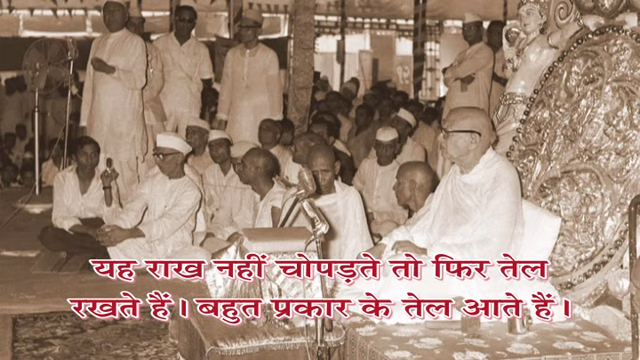 यह राख नहीं चोपड़ते तो फिर तेल
रखते हैं। बहुत प्रकार के तेल आते हैं।